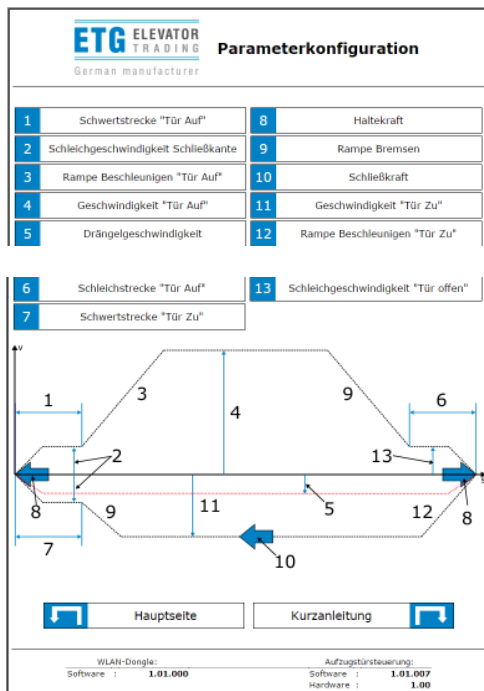 ETG ELEVATOR TRADING
German manufacturer
Parameterkonfiguration
1 Schwertstrecke "Tür Auf"
8 Haltekraft
2 Schleichgeschwindigkeit Schließkante
9 Rampe Bremsen
3 Rampe Beschleunigen "Tür Auf"
10 Schließkraft
4 Geschwindigkeit "Tür Auf"
11 Geschwindigkeit "Tür Zu"
5 Drängelgeschwindigkeit
12 Rampe Beschleunigen "Tür Zu"
6 Schleichstrecke "Tür Auf"
13 Schleichgeschwindigkeit "Tür offen"
7 Schwertstrecke "Tür Zu"
v
1
3
4
9
6
2
13
s
8
11
5
12
8
7
9
10
Hauptseite
Kurzanleitung
WLAN-Dongle:
Software : 1.01.000
Aufzugstürsteuerung:
Software : 1.01.007
Hardware : 1.00